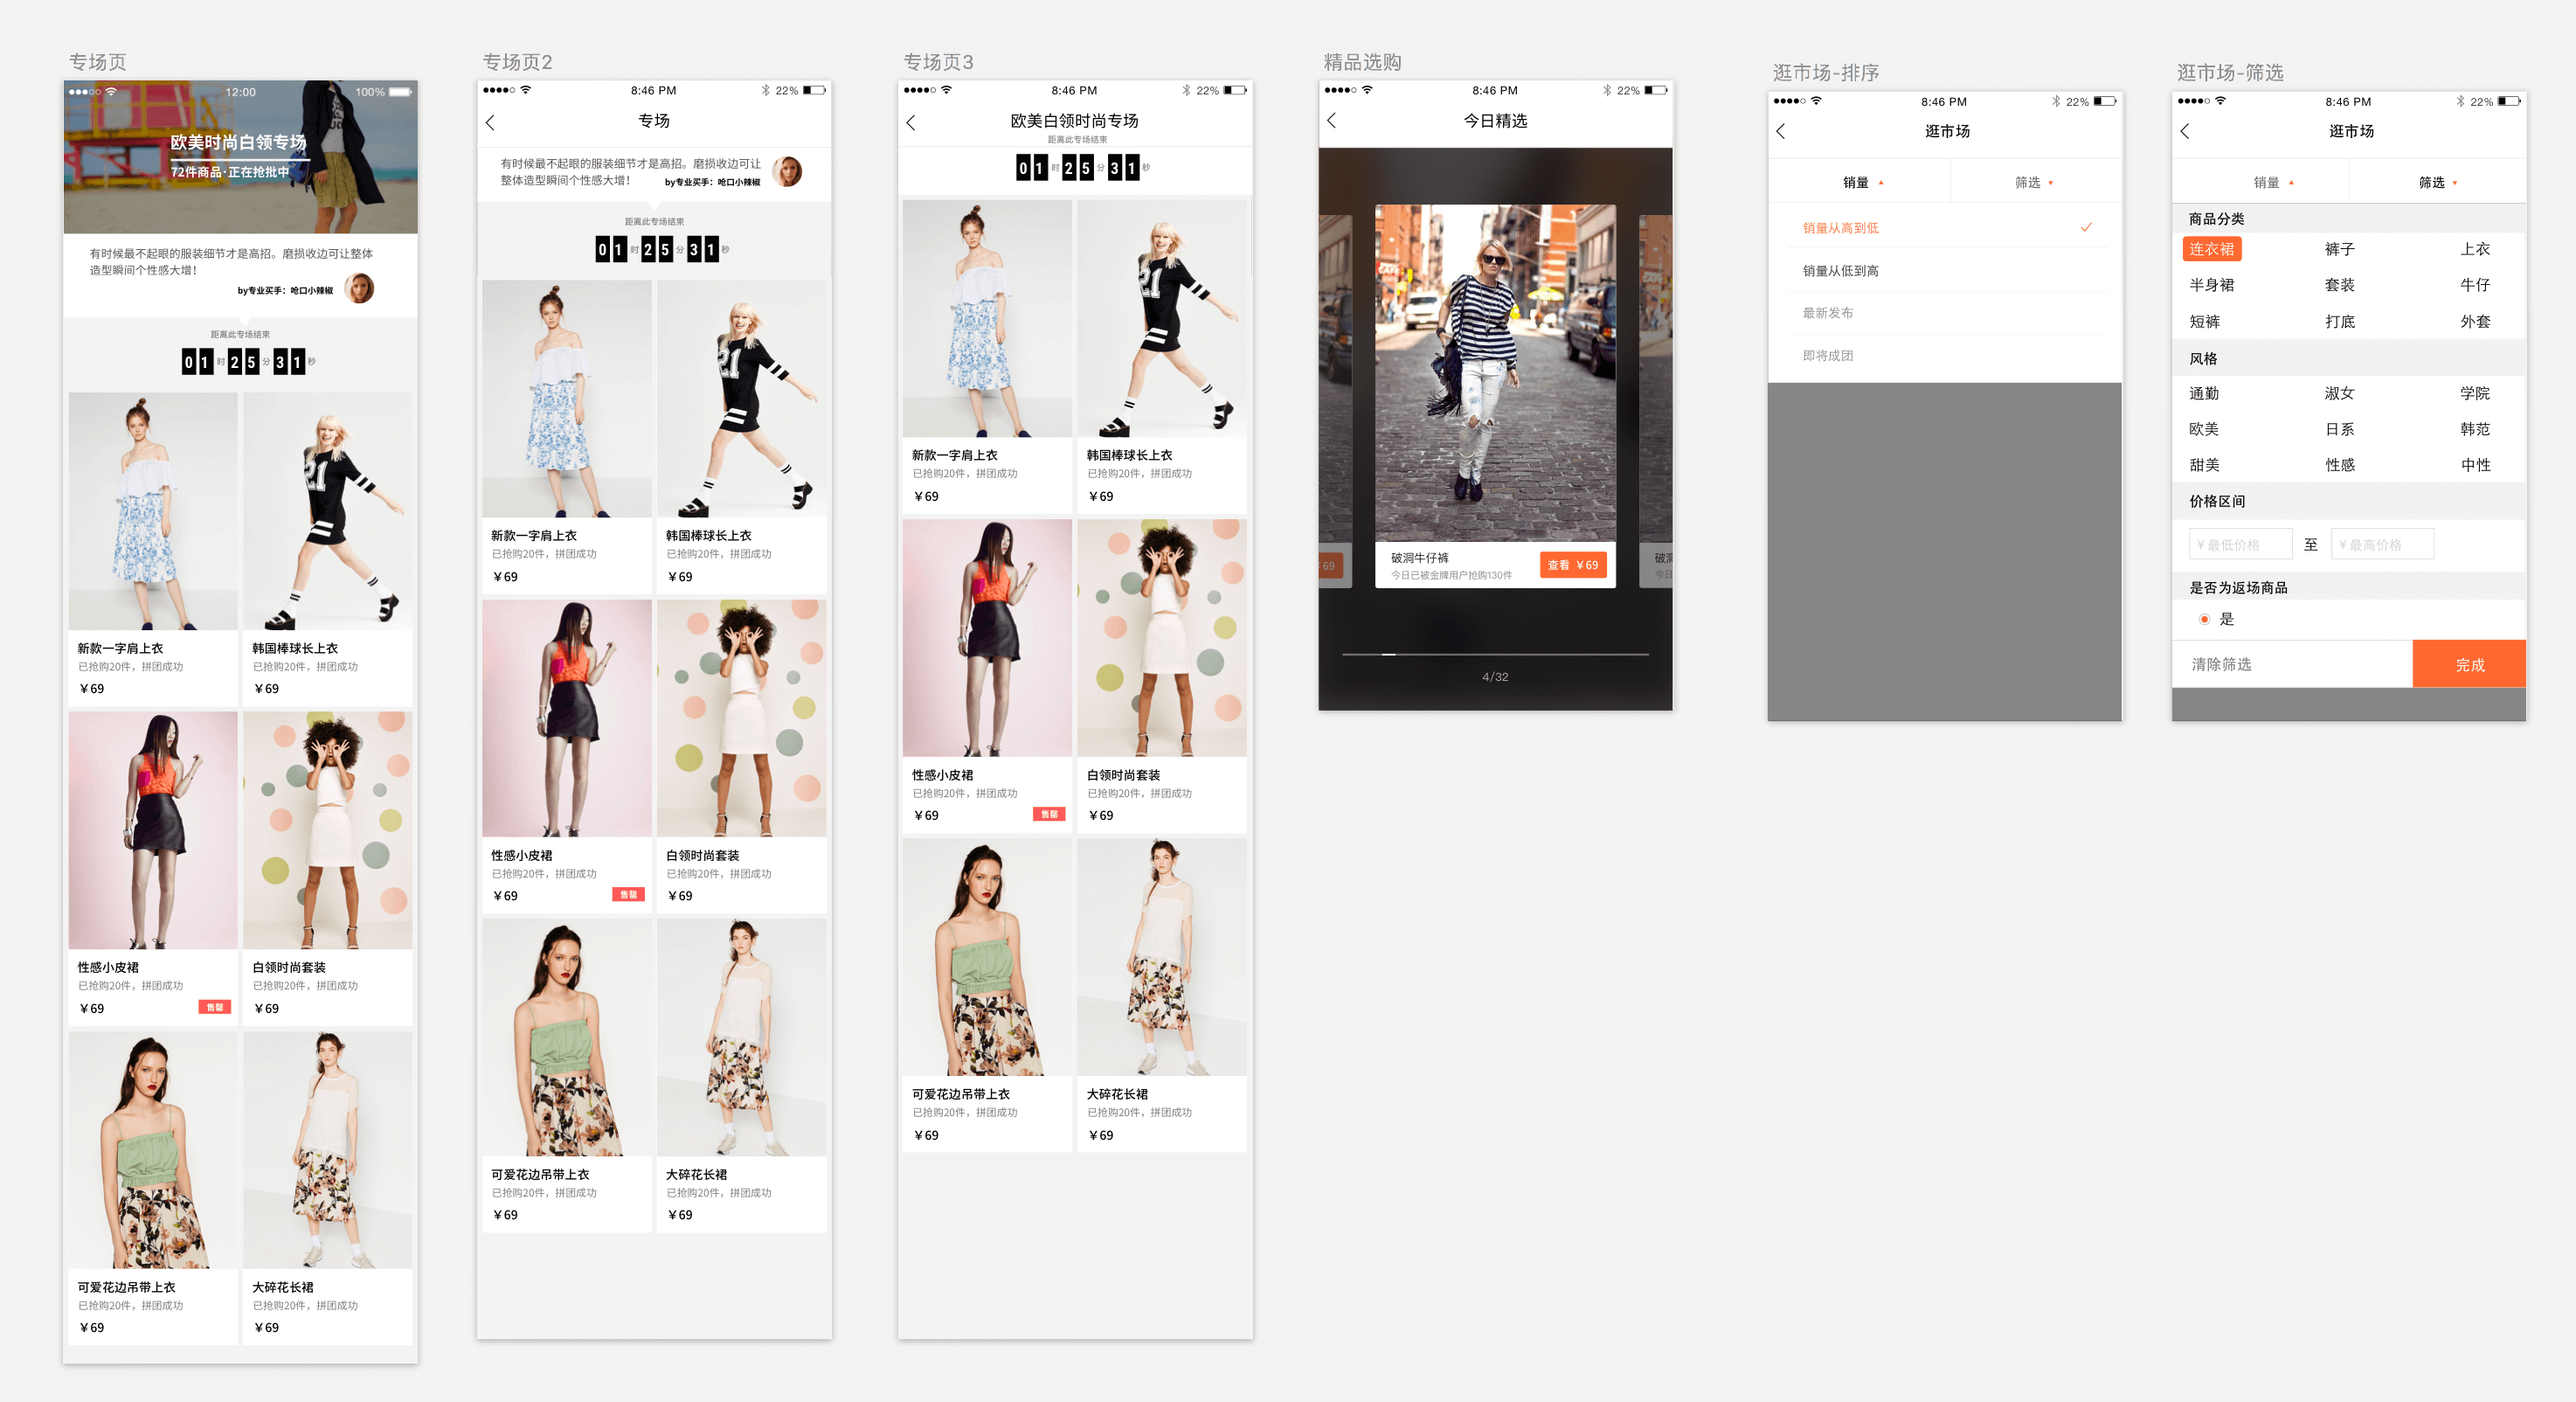 专场页
12:00
100%
欧美时尚白领专场
72件商品·正在抢批中
有时候最不起眼的服装细节才是高招。磨损收边可让整体
造型瞬间个性感大增！
by专业买手：呛口小辣椒
距离此专场结束
01时25分31秒
新款一字肩上衣
已抢购20件，拼团成功
¥69
韩国棒球长上衣
已抢购20件，拼团成功
¥69
性感小皮裙
已抢购20件，拼团成功
¥69
售罄
白领时尚套装
已抢购20件，拼团成功
¥69
可爱花边吊带上衣
已抢购20件，拼团成功
¥69
大碎花长裙
已抢购20件，拼团成功
¥69
专场页2
8:46 PM
22%
专场
有时候最不起眼的服装细节才是高招。磨损收边可让
整体造型瞬间个性感大增！
by专业买手：呛口小辣椒
距离此专场结束
01时25分31秒
21
新款一字肩上衣
已抢购20件，拼团成功
¥69
韩国棒球长上衣
已抢购20件，拼团成功
¥69
性感小皮裙
已抢购20件，拼团成功
¥69
售罄
白领时尚套装
已抢购20件，拼团成功
¥69
可爱花边吊带上衣
已抢购20件，拼团成功
¥69
大碎花长裙
已抢购20件，拼团成功
¥69
专场页3
8:46 PM
22%
欧美白领时尚专场
距离此专场结束
01时25分31秒
21
新款一字肩上衣
已抢购20件，拼团成功
¥69
韩国棒球长上衣
已抢购20件，拼团成功
¥69
性感小皮裙
已抢购20件，拼团成功
¥69
售罄
白领时尚套装
已抢购20件，拼团成功
¥69
可爱花边吊带上衣
已抢购20件，拼团成功
¥69
大碎花长裙
已抢购20件，拼团成功
¥69
精品选购
8:46 PM
22%
今日精选
破洞牛仔裤
今日已被金牌用户抢购130件
查看 ¥69
¥69
破洞
今日
4/32
逛市场-排序
8:46 PM
22%
逛市场
销量
筛选
销量从高到低
销量从低到高
最新发布
即将成团
逛市场-筛选
8:46 PM
22%
逛市场
销量
筛选
商品分类
连衣裙 裤子 上衣
半身裙 套装 牛仔
短裤 打底 外套
风格
通勤 淑女 学院
欧美 日系 韩范
甜美 性感 中性
价格区间
¥最低价格 至 ¥最高价格
是否为返场商品
是
清除筛选
完成